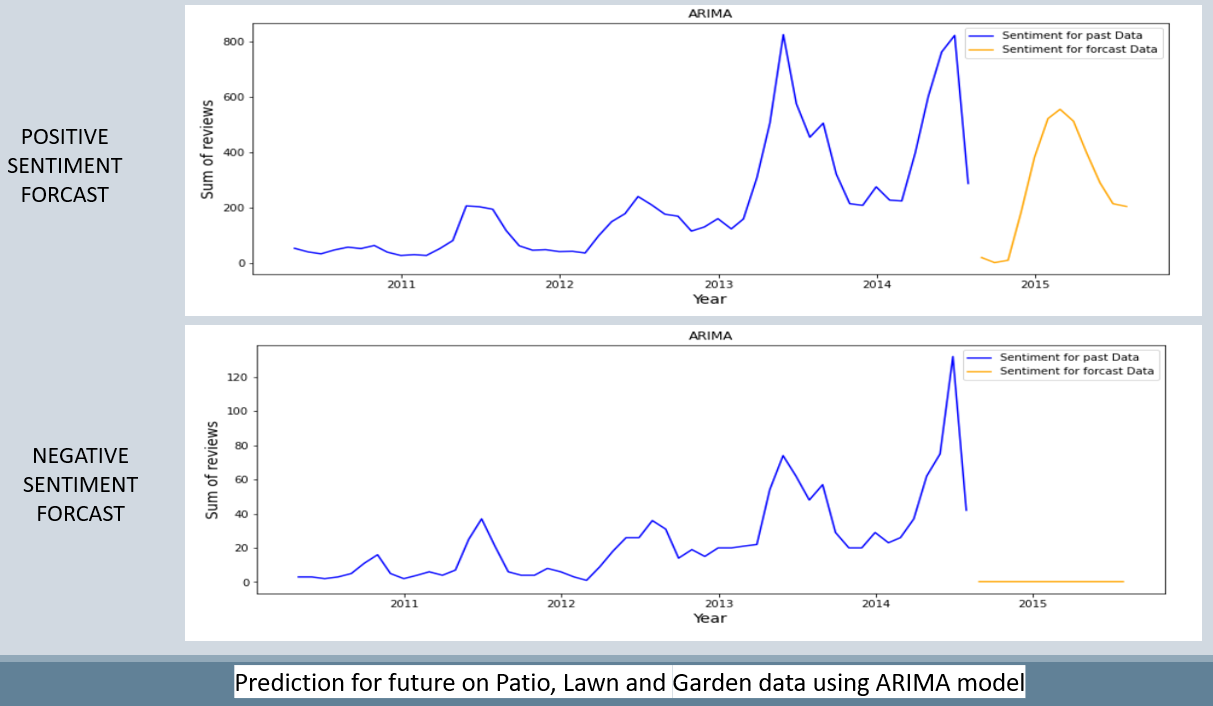 POSITIVE
SENTIMENT
FORCAST
ARIMA
Sentiment for past Data
Sentiment for forcast Data
Sum of reviews
800
600
400
200
0
2011
2012
2013
2014
2015
Year
NEGATIVE
SENTIMENT
FORCAST
ARIMA
Sentiment for past Data
Sentiment for forcast Data
Sum of reviews
120
100
80
60
40
20
0
2011
2012
2013
2014
2015
Year
Prediction for future on Patio, Lawn and Garden data using ARIMA model